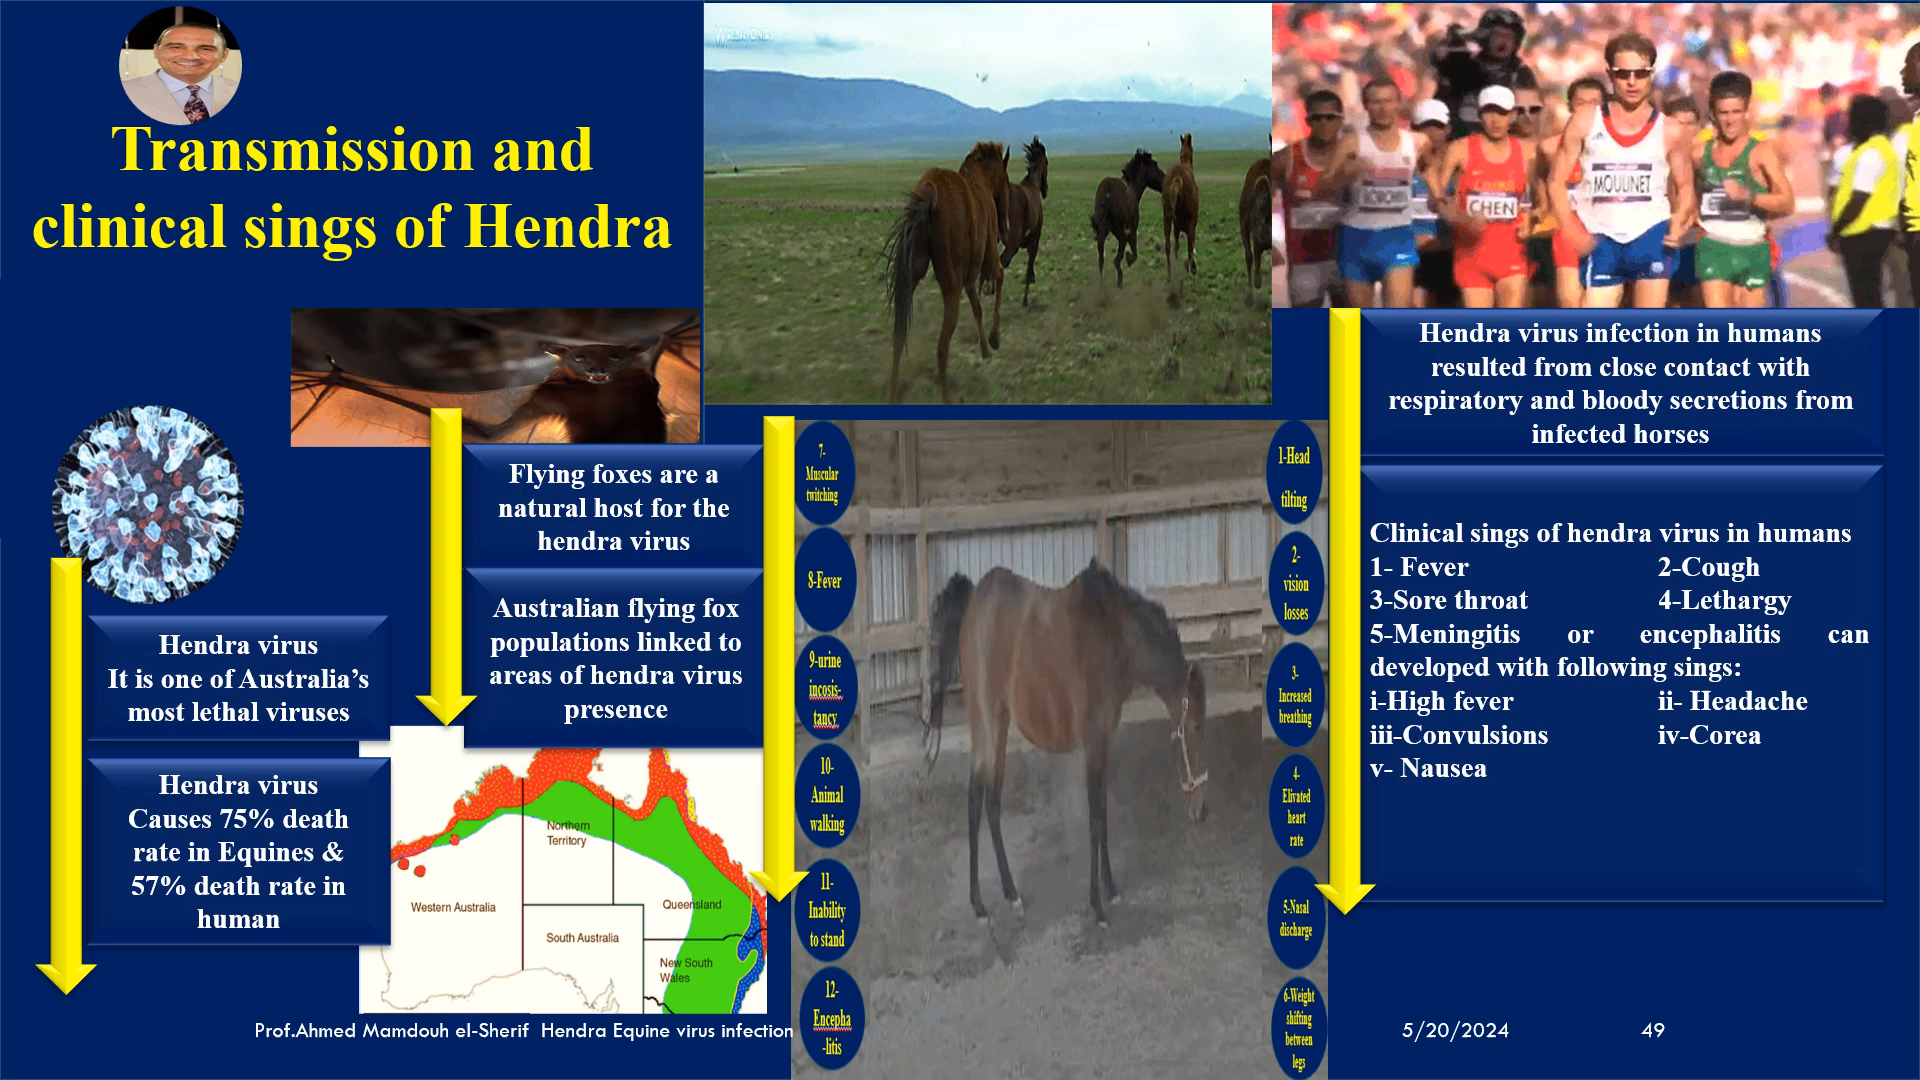 Transmission and
clinical sings of Hendra
WELSHPONIES
MOULINET
CHEN
Flying foxes are a
natural host for the
hendra virus
Australian flying fox
populations linked to
areas of hendra virus
presence
Hendra virus
It is one of Australia's
most lethal viruses
Hendra virus
Causes 75% death
rate in Equines &
57% death rate in
human
Northern
Territory
Western Australia
Queensland
South Australia
New South
Wales
7-
Muscular
twitching
8-Fever
9-urine
incosis-
tancy
10-
Animal
walking
11-
Inability
to stand
12-
Encepha
-litis
1-Head
tilting
2-
vision
losses
3-
Increased
breathing
4-
Elivated
heart
rate
5-Nasal
discharge
6-Weight
shifting
between
legs
Hendra virus infection in humans
resulted from close contact with
respiratory and bloody secretions from
infected horses
Clinical sings of hendra virus in humans
1- Fever 2-Cough
3-Sore throat 4-Lethargy
5-Meningitis or encephalitis can
developed with following sings:
i-High fever ii- Headache
iii-Convulsions iv-Corea
v- Nausea
Prof.Ahmed Mamdouh el-Sherif Hendra Equine virus infection
5/20/2024
49